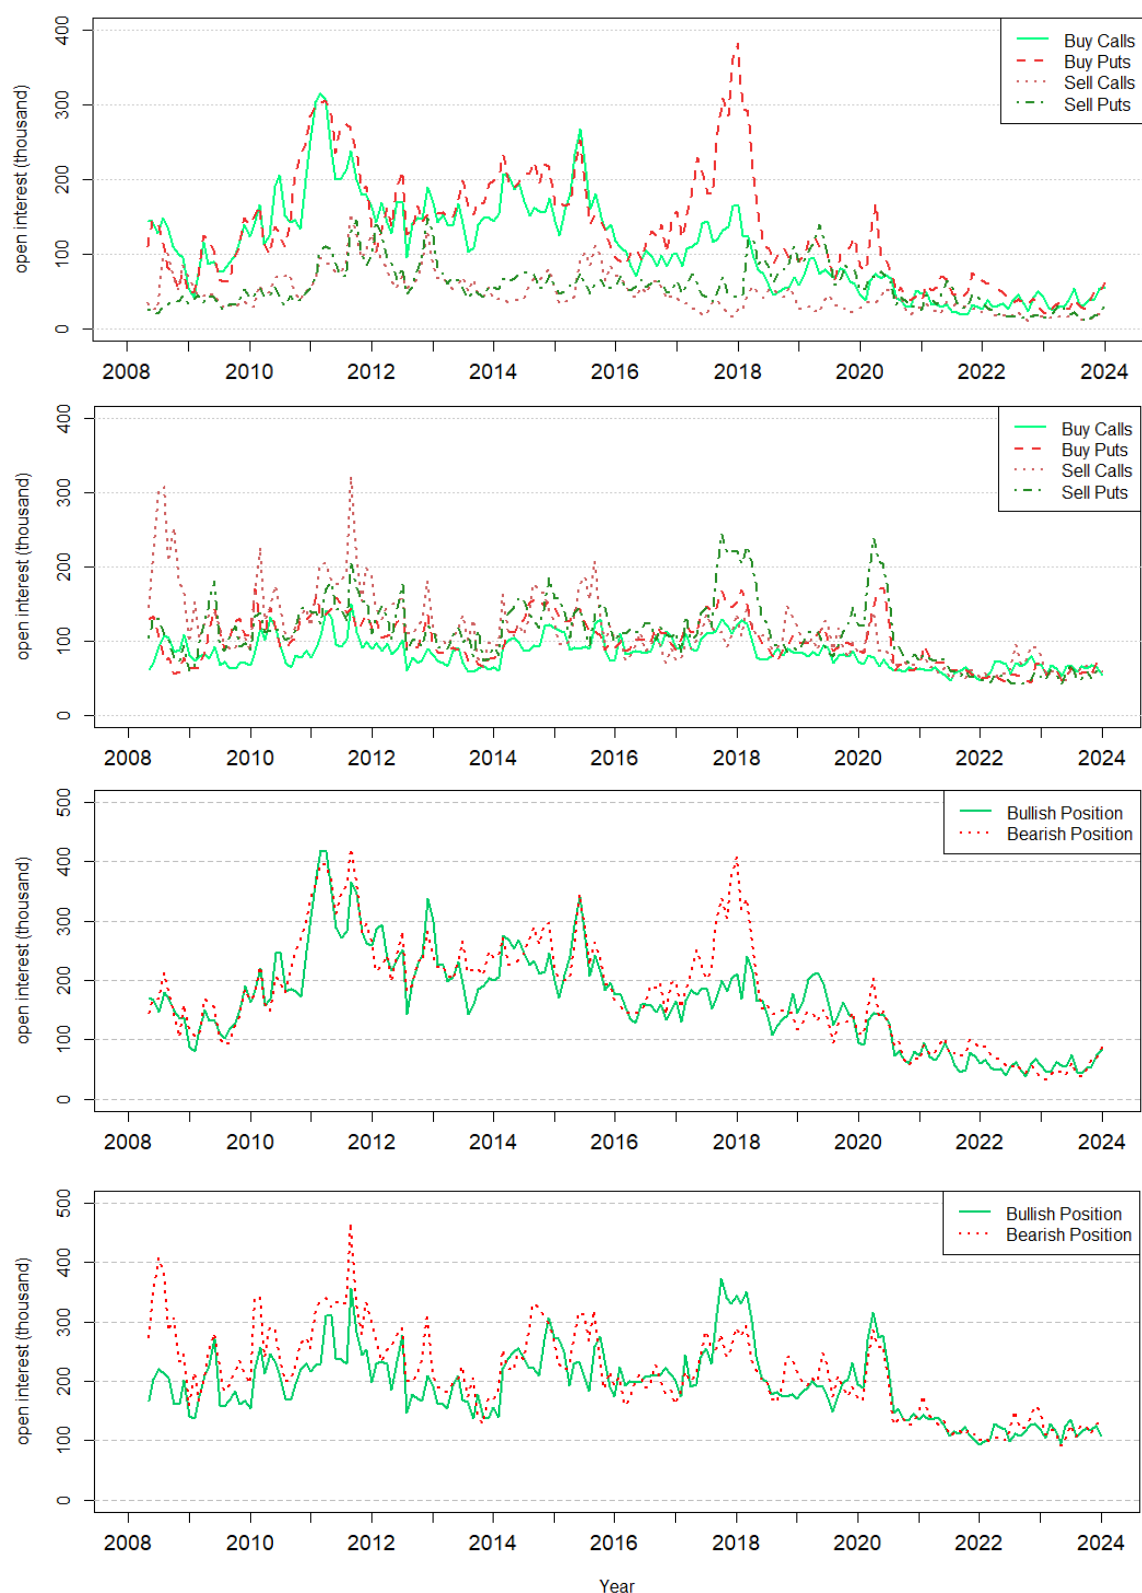 open interest (thousand)
400
300
200
100
0
Buy Calls
Buy Puts
Sell Calls
Sell Puts
2008 2010 2012 2014 2016 2018 2020 2022 2024
open interest (thousand)
400
300
200
100
0
Buy Calls
Buy Puts
Sell Calls
Sell Puts
2008 2010 2012 2014 2016 2018 2020 2022 2024
open interest (thousand)
500
400
300
200
100
0
Bullish Position
Bearish Position
2008 2010 2012 2014 2016 2018 2020 2022 2024
open interest (thousand)
500
400
300
200
100
0
Bullish Position
Bearish Position
2008 2010 2012 2014 2016 2018 2020 2022 2024
Year